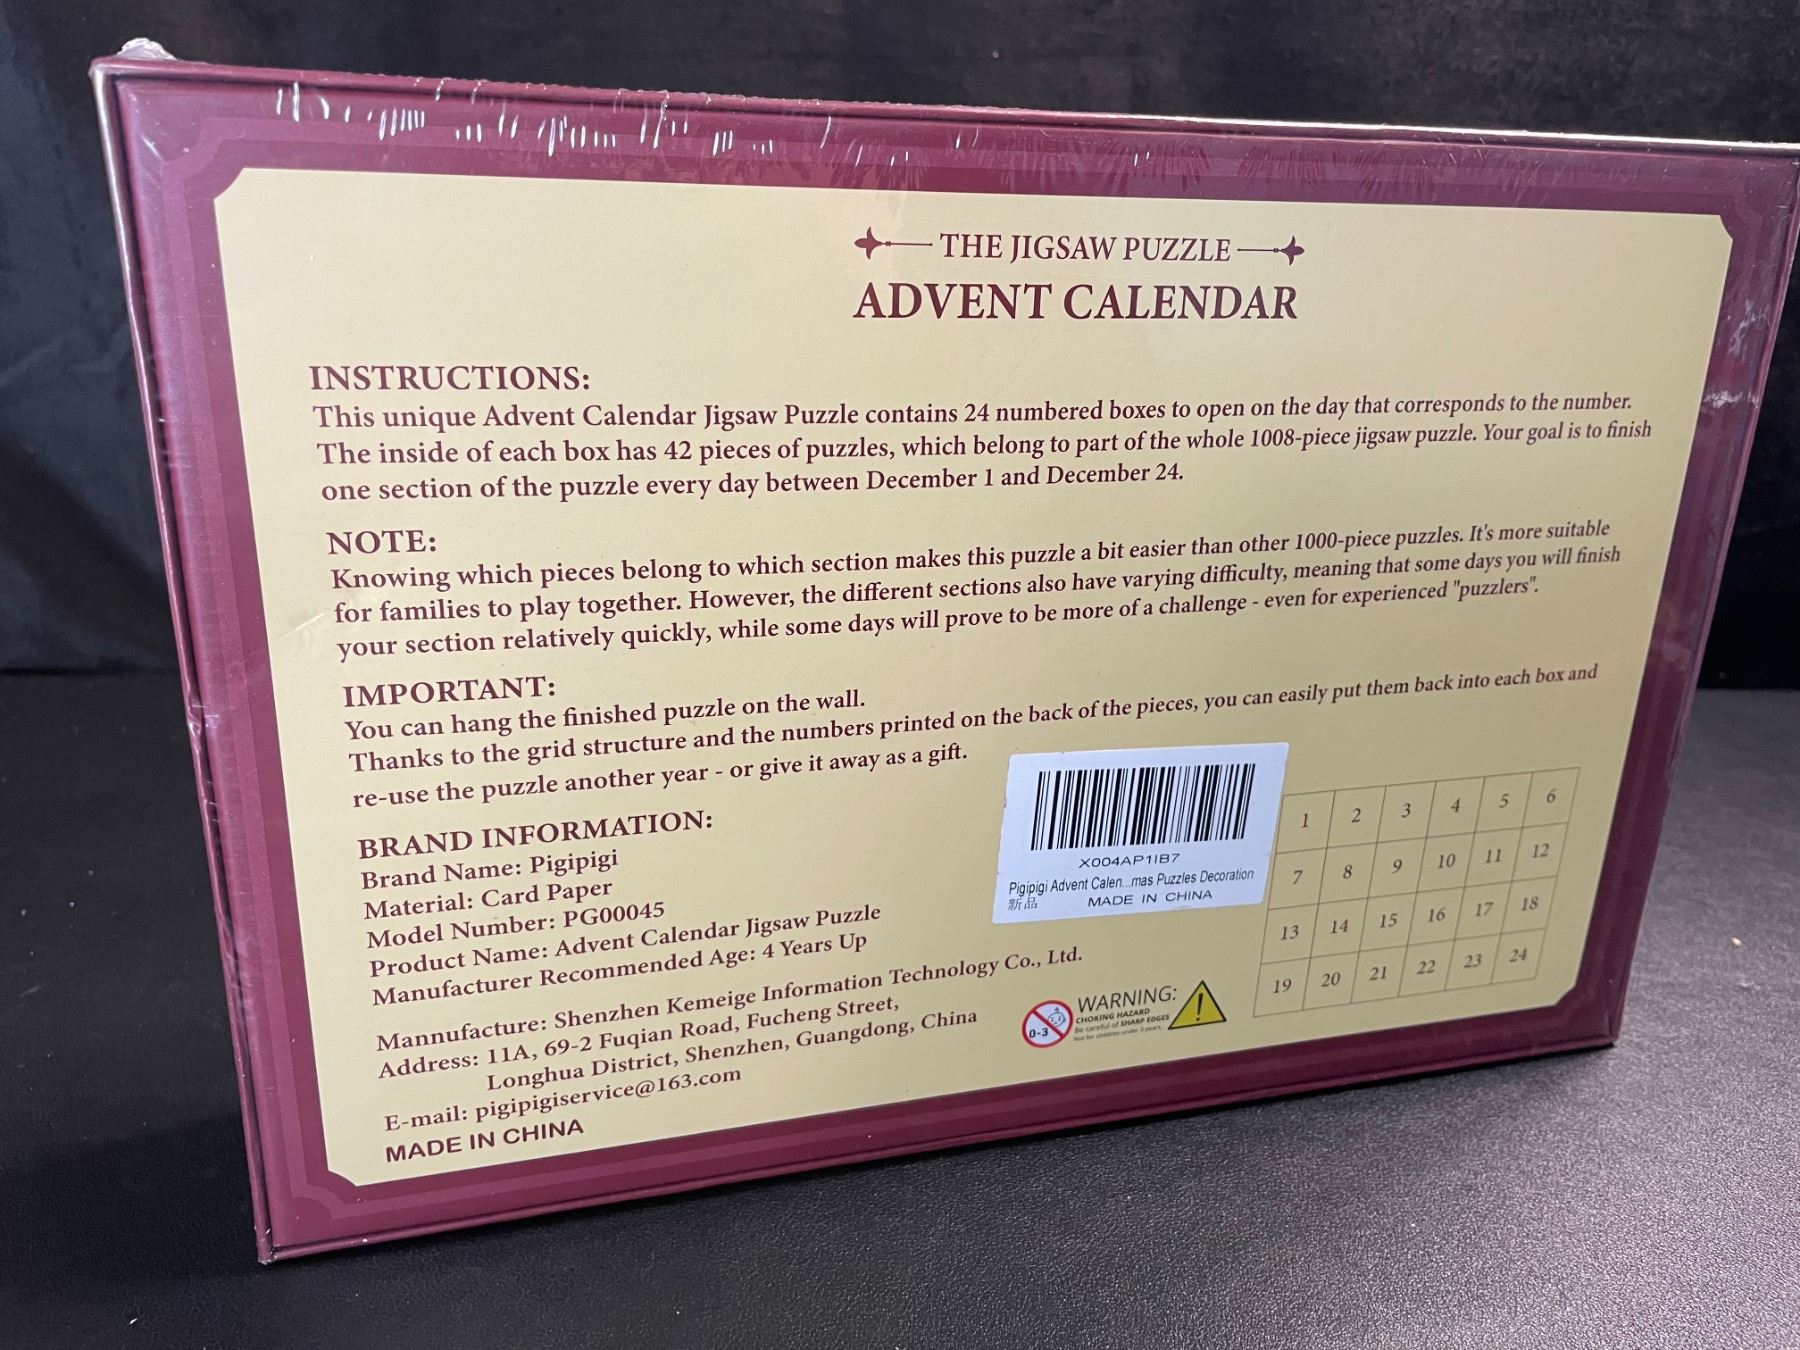 THE JIGSAW PUZZLE
ADVENT CALENDAR
INSTRUCTIONS:
This unique Advent Calendar Jigsaw Puzzle contains 24 numbered boxes to open on the day that corresponds to the number.
The inside of each box has 42 pieces of puzzles, which belong to part of the whole 1008-piece jigsaw puzzle. Your goal is to finish
one section of the puzzle every day between December 1 and December 24.
NOTE:
Knowing which pieces belong to which section makes this puzzle a bit easier than other 1000-piece puzzles. It's more suitable
for families to play together. However, the different sections also have varying difficulty, meaning that some days you will finish
your section relatively quickly, while some days will prove to be more of a challenge - even for experienced "puzzlers".
IMPORTANT:
You can hang the finished puzzle on the wall.
Thanks to the grid structure and the numbers printed on the back of the pieces, you can easily put them back into each box and
re-use the puzzle another year - or give it away as a gift.
BRAND INFORMATION:
Brand Name: Pigipigi
Material: Card Paper
Model Number: PG00045
Product Name: Advent Calendar Jigsaw Puzzle
Manufacturer Recommended Age: 4 Years Up
Mannufacture: Shenzhen Kemeige Information Technology Co., Ltd.
Address: 11A, 69-2 Fuqian Road, Fucheng Street,
Longhua District, Shenzhen, Guangdong, China
E-mail: pigipigiservice@163.com
MADE IN CHINA
X004AP1IB7
Pigipigi Advent Calen...mas Puzzles Decoration
新品
MADE IN CHINA
0-3
WARNING:
CHOKING HAZARD
Be careful of SHARP EDGES
Not for children under 3 years.
1 2 3 4 5 6
7 8 9 10 11 12
13 14 15 16 17 18
19 20 21 22 23 24